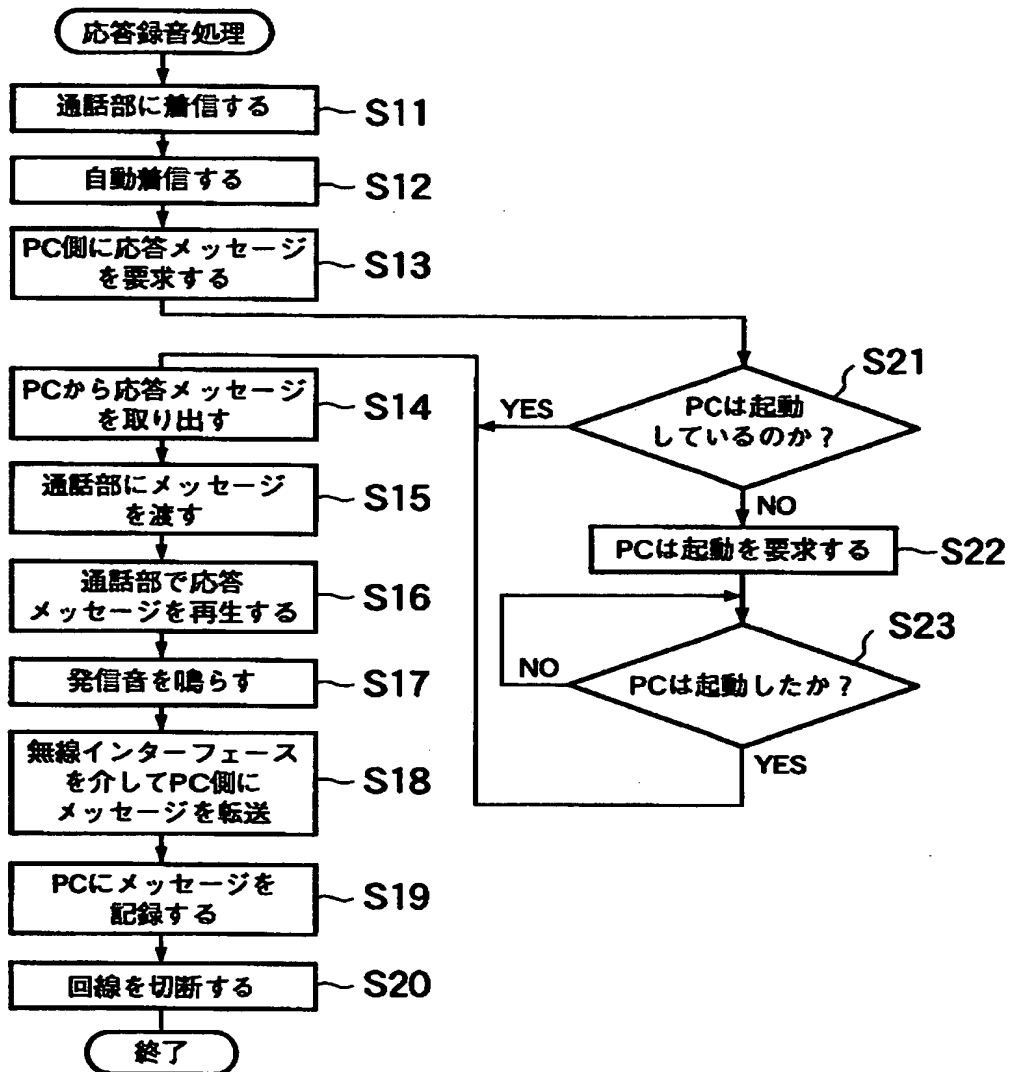 応答録音処理
通話部に着信する
S11
自動着信する
S12
PC側に応答メッセージ
を要求する
S13
PCから応答メッセージ
を取り出す
S14
通話部にメッセージ
を渡す
S15
通話部で応答
メッセージを再生する
S16
発信音を鳴らす
S17
無線インターフェース
を介してPC側に
メッセージを転送
S18
PCにメッセージを
記録する
S19
回線を切断する
S20
終了
S21
PCは起動
しているのか?
YES
NO
PCは起動を要求する
S22
S23
PCは起動したか?
NO
YES